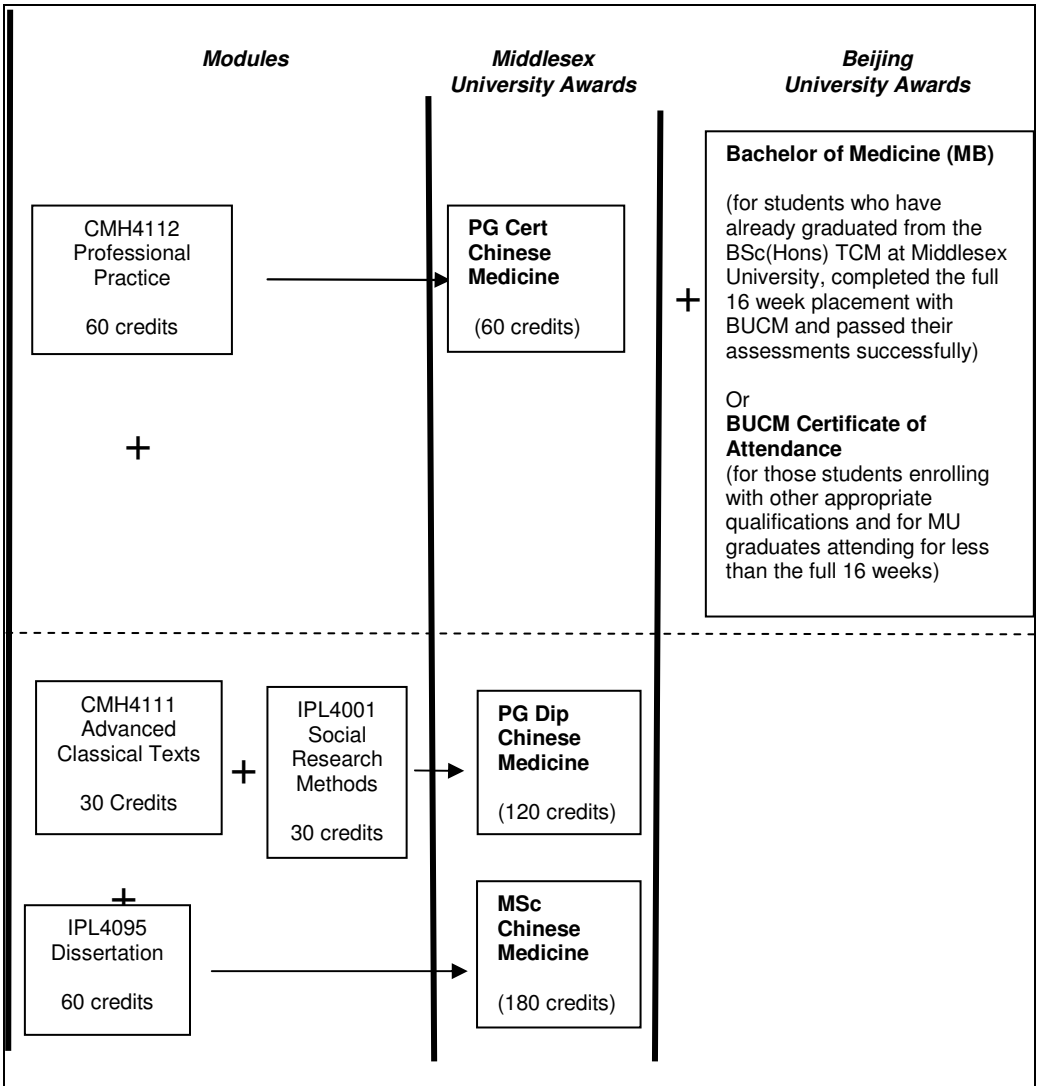 Modules
Middlesex
University Awards
Beijing
University Awards
CMH4112
Professional
Practice
60 credits
PG Cert
Chinese
Medicine
(60 credits)
+
Bachelor of Medicine (MB)
(for students who have
already graduated from the
BSc(Hons) TCM at Middlesex
University, completed the full
16 week placement with
BUCM and passed their
assessments successfully)
Or
BUCM Certificate of
Attendance
(for those students enrolling
with other appropriate
qualifications and for MU
graduates attending for less
than the full 16 weeks)
+
CMH4111
Advanced
Classical Texts
30 Credits
+
IPL4001
Social
Research
Methods
30 credits
PG Dip
Chinese
Medicine
(120 credits)
+
IPL4095
Dissertation
60 credits
MSc
Chinese
Medicine
(180 credits)